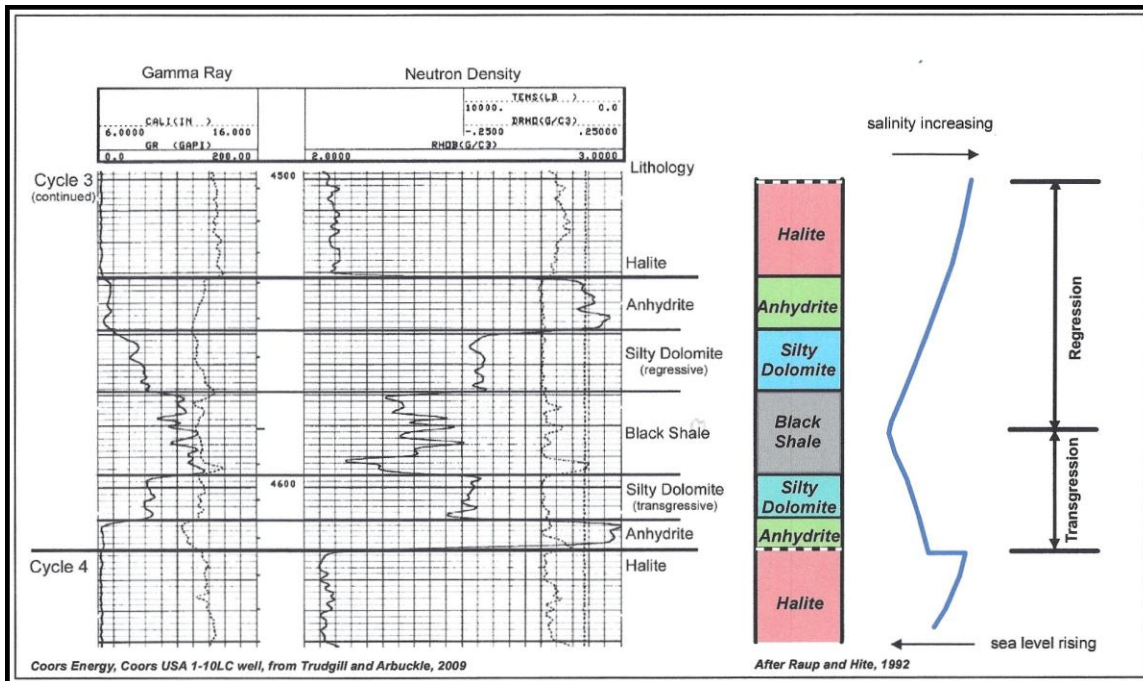 Gamma Ray
Neutron Density
CALI(IN )
6.0000 16.000
GR (GAPI)
0.0 200.00
TENS(LB )
10000. 0.0
DRHO(G/C3)
-.2500 .25000
RHOB(G/C3)
2.0000 3.0000
salinity increasing
Cycle 3
(continued)
4500
Lithology
Halite
Anhydrite
Silty Dolomite
(regressive)
Black Shale
4600
Silty Dolomite
(transgressive)
Anhydrite
Cycle 4
Halite
Halite
Anhydrite
Silty
Dolomite
Black
Shale
Silty
Dolomite
Anhydrite
Halite
Regression
Transgression
sea level rising
Coors Energy, Coors USA 1-10LC well, from Trudgill and Arbuckle, 2009
After Raup and Hite, 1992